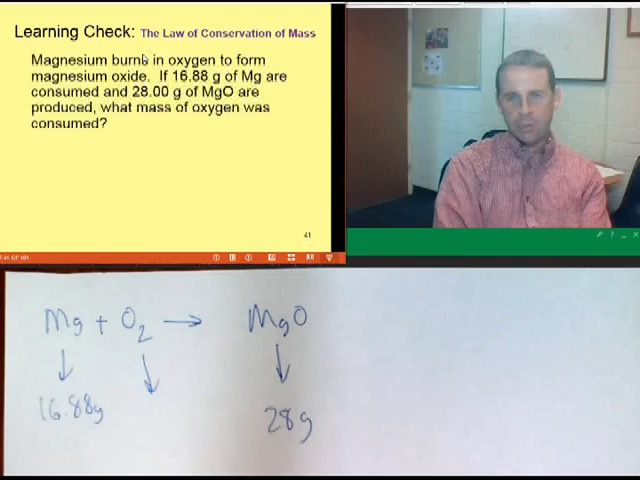 Learning Check: The Law of Conservation of Mass
Magnesium burns in oxygen to form
magnesium oxide. If 16.88 g of Mg are
consumed and 28.00 g of MgO are
produced, what mass of oxygen was
consumed?
41
Mg + O2 → MgO
16.88g
28g